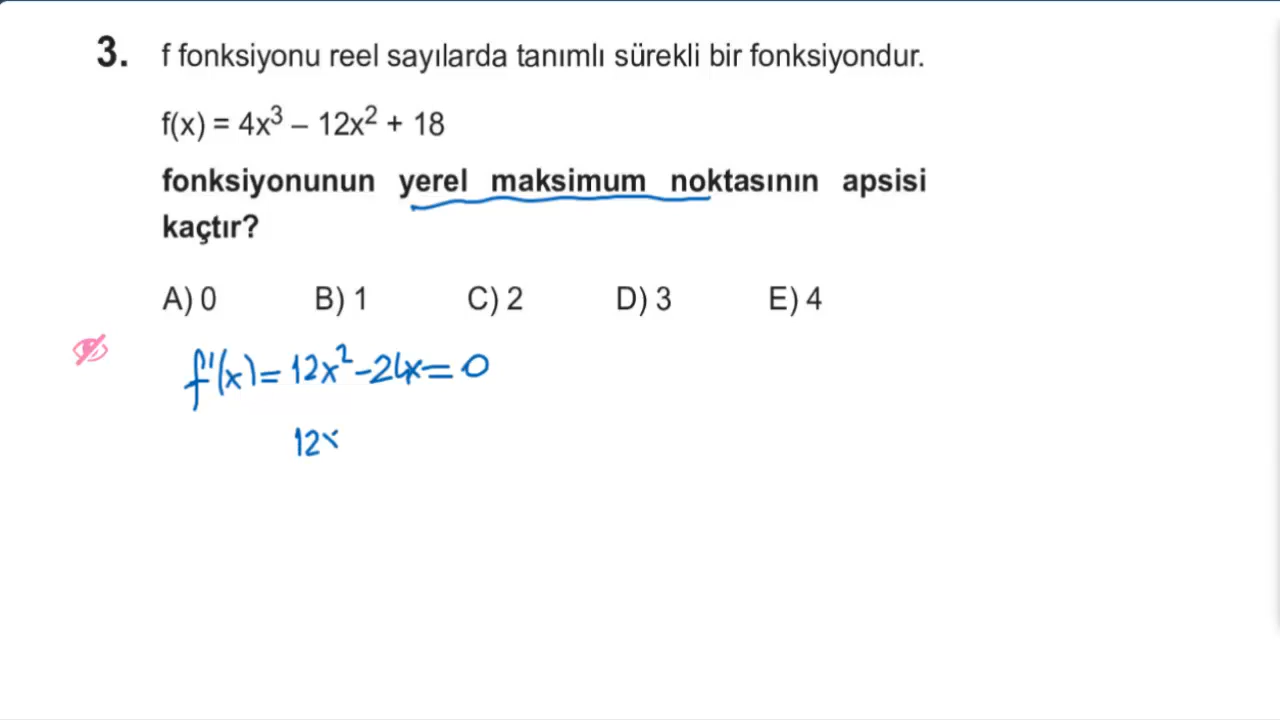 3. f fonksiyonu reel sayılarda tanımlı sürekli bir fonksiyondur.
f(x) = 4x³ – 12x² + 18
fonksiyonunun yerel maksimum noktasının apsisi
kaçtır?
A) 0 B) 1 C) 2 D) 3 E) 4
f'(x) = 12x² - 24x = 0
12x